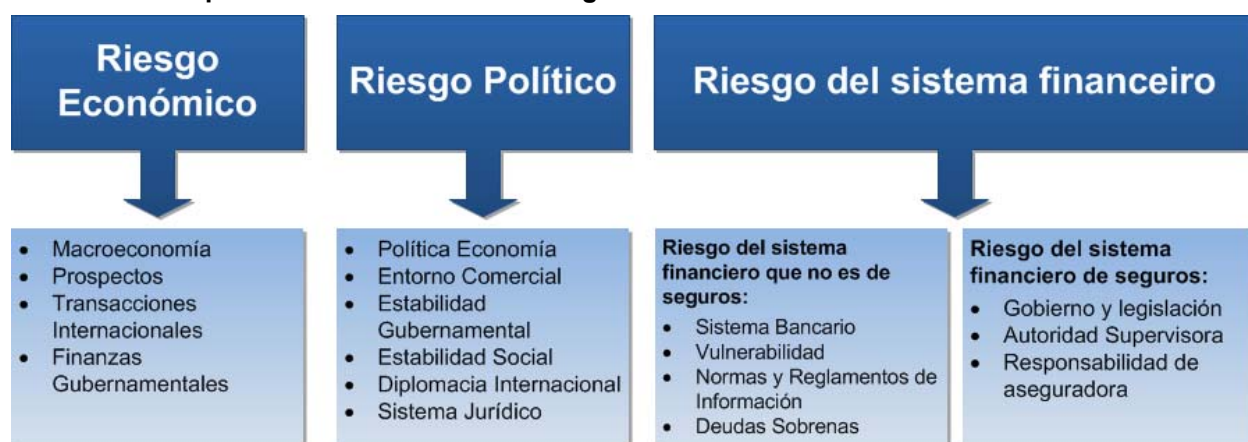 Riesgo
Económico
Riesgo Político
Riesgo del sistema financeiro
• Macroeconomía
• Prospectos
• Transacciones
Internacionales
• Finanzas
Gubernamentales
• Política Economía
• Entorno Comercial
• Estabilidad
Gubernamental
• Estabilidad Social
• Diplomacia Internacional
• Sistema Jurídico
Riesgo del sistema
financiero que no es de
seguros:
• Sistema Bancario
• Vulnerabilidad
• Normas y Reglamentos de
Información
• Deudas Sobrenas
Riesgo del sistema
financiero de seguros:
• Gobierno y legislación
• Autoridad Supervisora
• Responsabilidad de
aseguradora